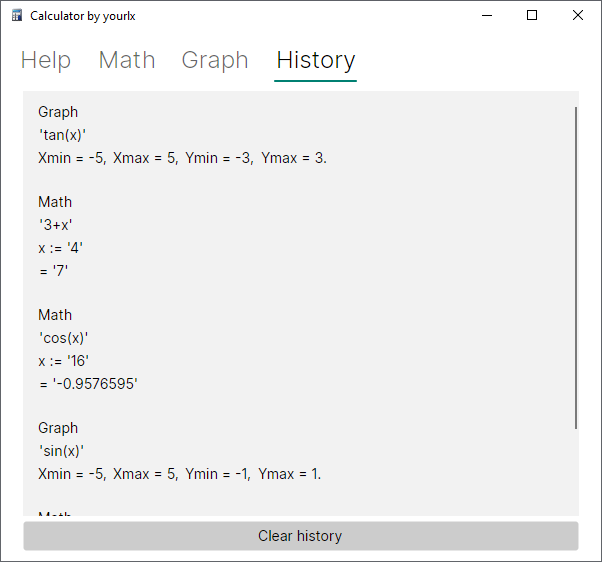 Calculator by yourlx
Help Math Graph History
Graph
'tan(x)'
Xmin = -5, Xmax = 5, Ymin = -3, Ymax = 3.
Math
'3+x'
x := '4'
= '7'
Math
'cos(x)'
x := '16'
= '-0.9576595'
Graph
'sin(x)'
Xmin = -5, Xmax = 5, Ymin = -1, Ymax = 1.
Math
Clear history